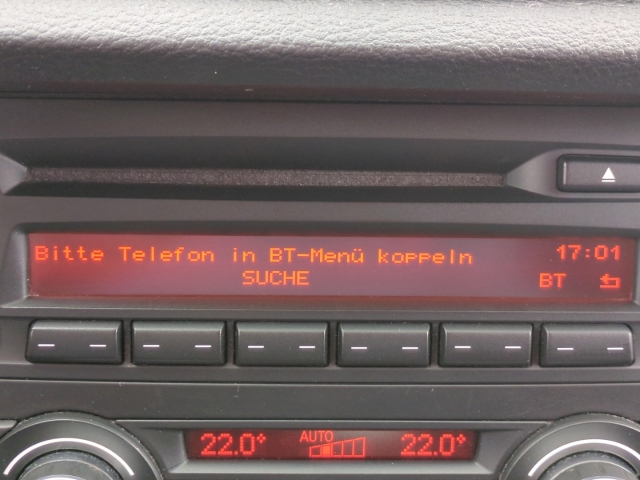 Bitte Telefon in BT-Menü koppeln 17:01
SUCHE BT
AUTO
22.0° 22.0°